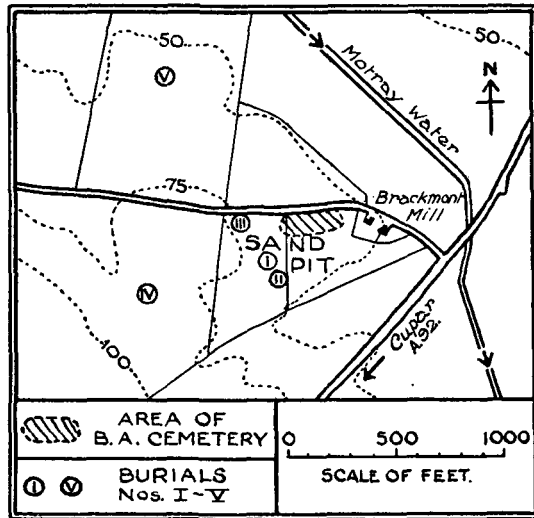 50
50
V
N
Motray Water
75
Brackmont
Mill
III
SAND
PIT
I
II
IV
100
Cupar
A92.
AREA OF
B.A. CEMETERY
I V BURIALS
Nos. I~V
0 500 1000
SCALE OF FEET.